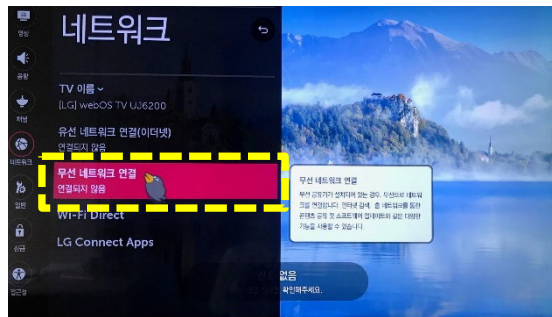 네트워크
영상
음향
채널
네트워크
일반
잠금
접근성
TV 이름
[LG] webOS TV UJ6200
유선 네트워크 연결(이더넷)
연결되지 않음
무선 네트워크 연결
연결되지 않음
Wi-Fi Direct
LG Connect Apps
무선 네트워크 연결
무선 공유기가 설치되어 있는 경우, 무선으로 네트워
크를 연결합니다. 인터넷 검색, 홈 네트워크를 통한
콘텐츠 공유 및 소프트웨어 업데이트와 같은 다양한
기능을 사용할 수 있습니다.
없음
확인해주세요.